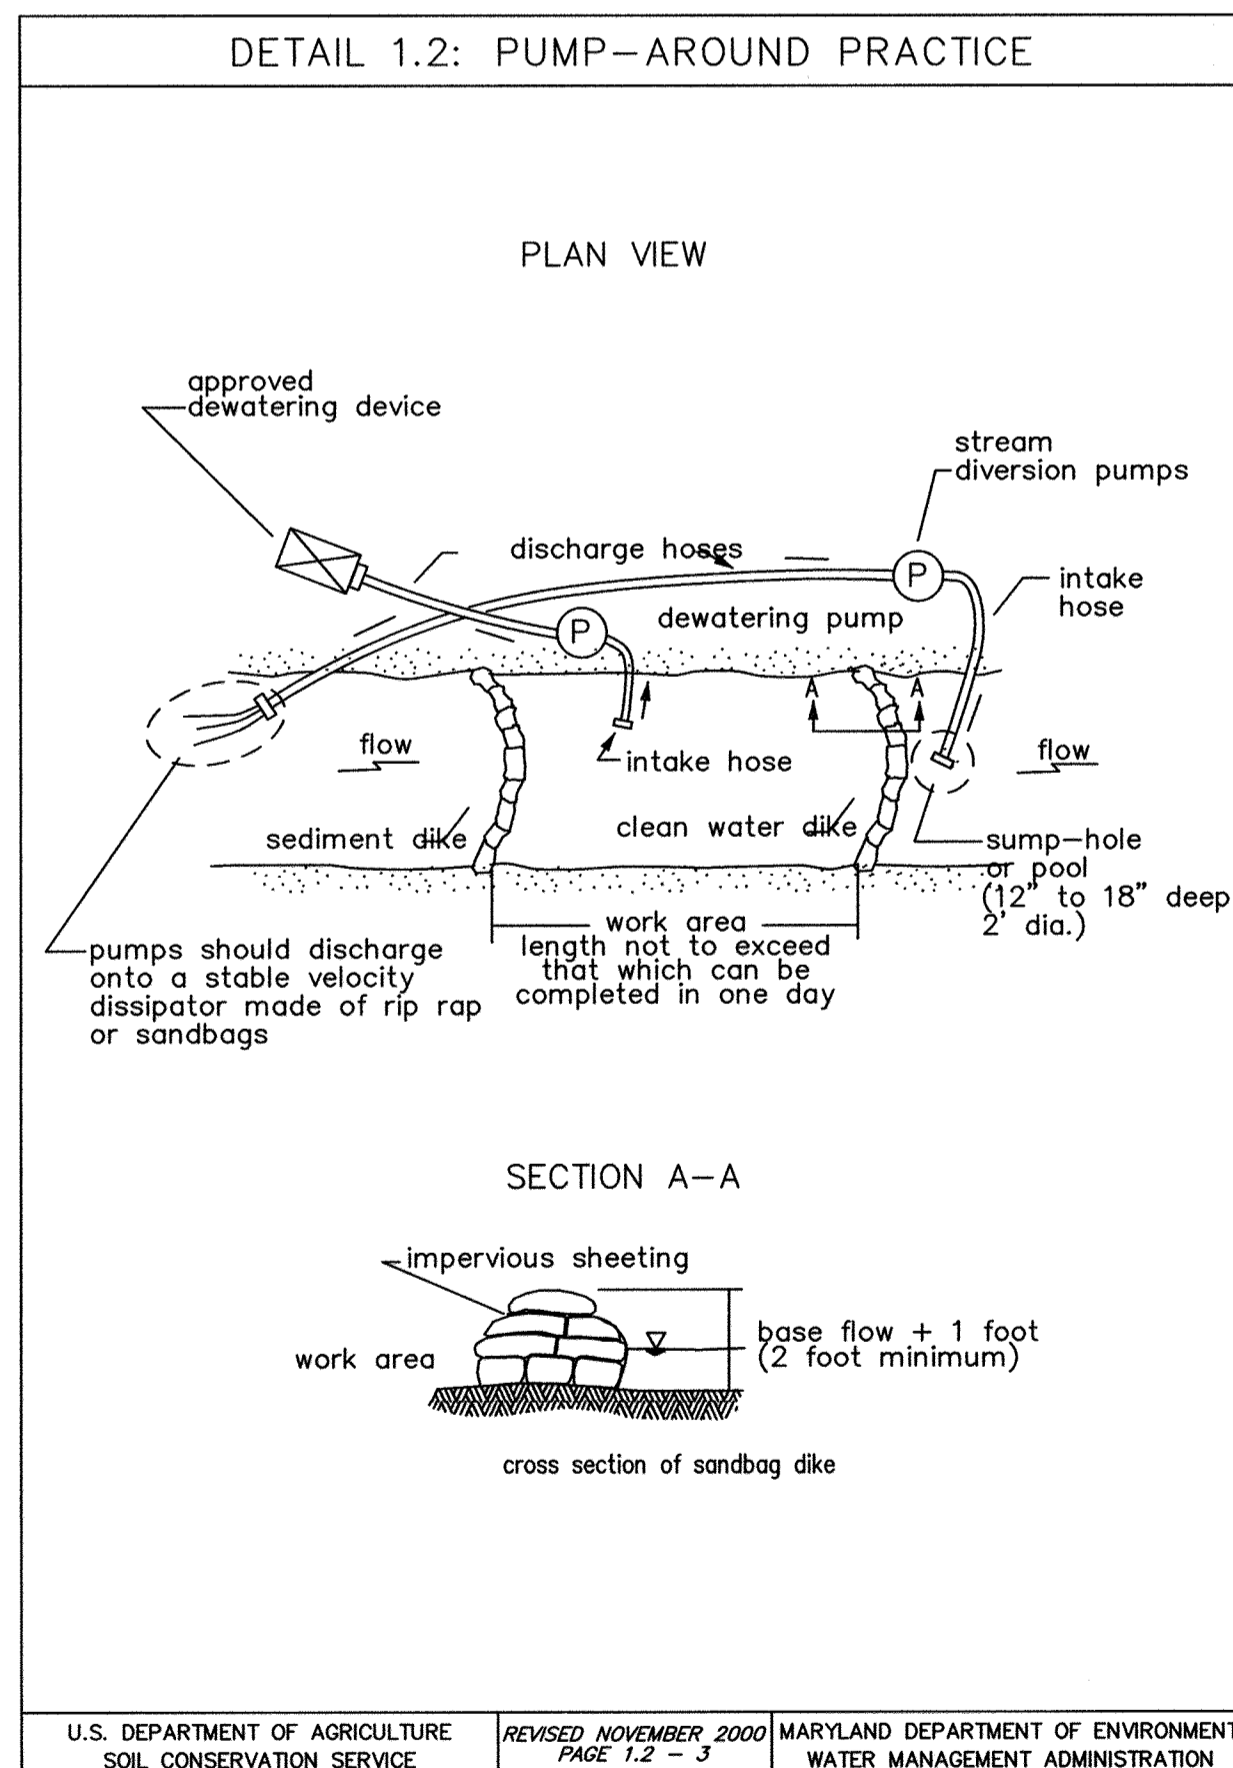 DETAIL 1.2: PUMP-AROUND PRACTICE
PLAN VIEW
approved
dewatering device
stream
diversion pumps
discharge hoses
P
intake
hose
dewatering pump
P
A A
flow
intake hose
flow
sediment dike
clean water dike
sump-hole
or pool
(12" to 18" deep
2' dia.)
work area
length not to exceed
that which can be
completed in one day
pumps should discharge
onto a stable velocity
dissipator made of rip rap
or sandbags
SECTION A-A
impervious sheeting
work area
base flow + 1 foot
(2 foot minimum)
cross section of sandbag dike
U.S. DEPARTMENT OF AGRICULTURE
SOIL CONSERVATION SERVICE
REVISED NOVEMBER 2000
PAGE 1.2 - 3
MARYLAND DEPARTMENT OF ENVIRONMENT
WATER MANAGEMENT ADMINISTRATION